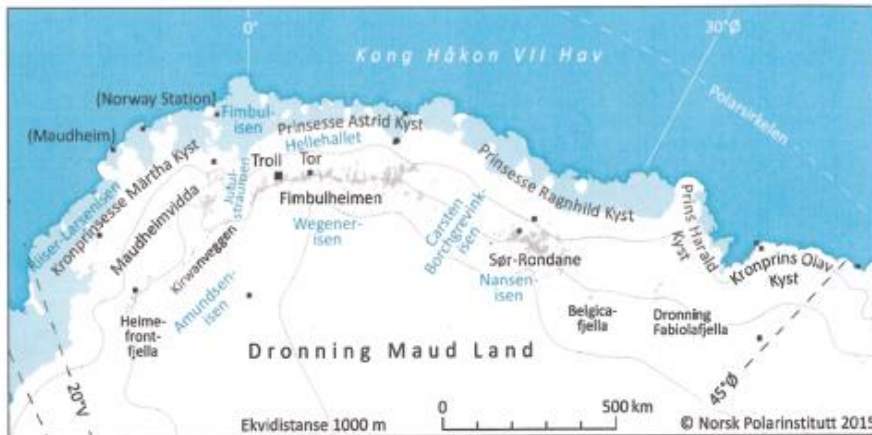 0°
30°Ø
Kong Håkon VII Hav
Polarsirkelen
(Norway Station)
Fimbul-
isen
(Maudheim)
Prinsesse Astrid Kyst
Hellehallet
Prinsesse Ragnhild Kyst
Riiser-Larsenisen
Kronprinsesse Märtha Kyst
Maudheimvidda
Jutul-
straumen
Troll
Tor
Fimbulheimen
Prins Harald
Kyst
Kronprins Olav
Kyst
Kirwanveggen
Wegener-
isen
Carsten
Borchgrevink-
isen
Sør-Rondane
Amundsen-
isen
Nansen-
isen
Heimefront-
fjella
Belgica-
fjella
Dronning
Fabiolafjella
Dronning Maud Land
20°V
45°Ø
0
500 km
Ekvidistanse 1000 m
© Norsk Polarinstitutt 2015